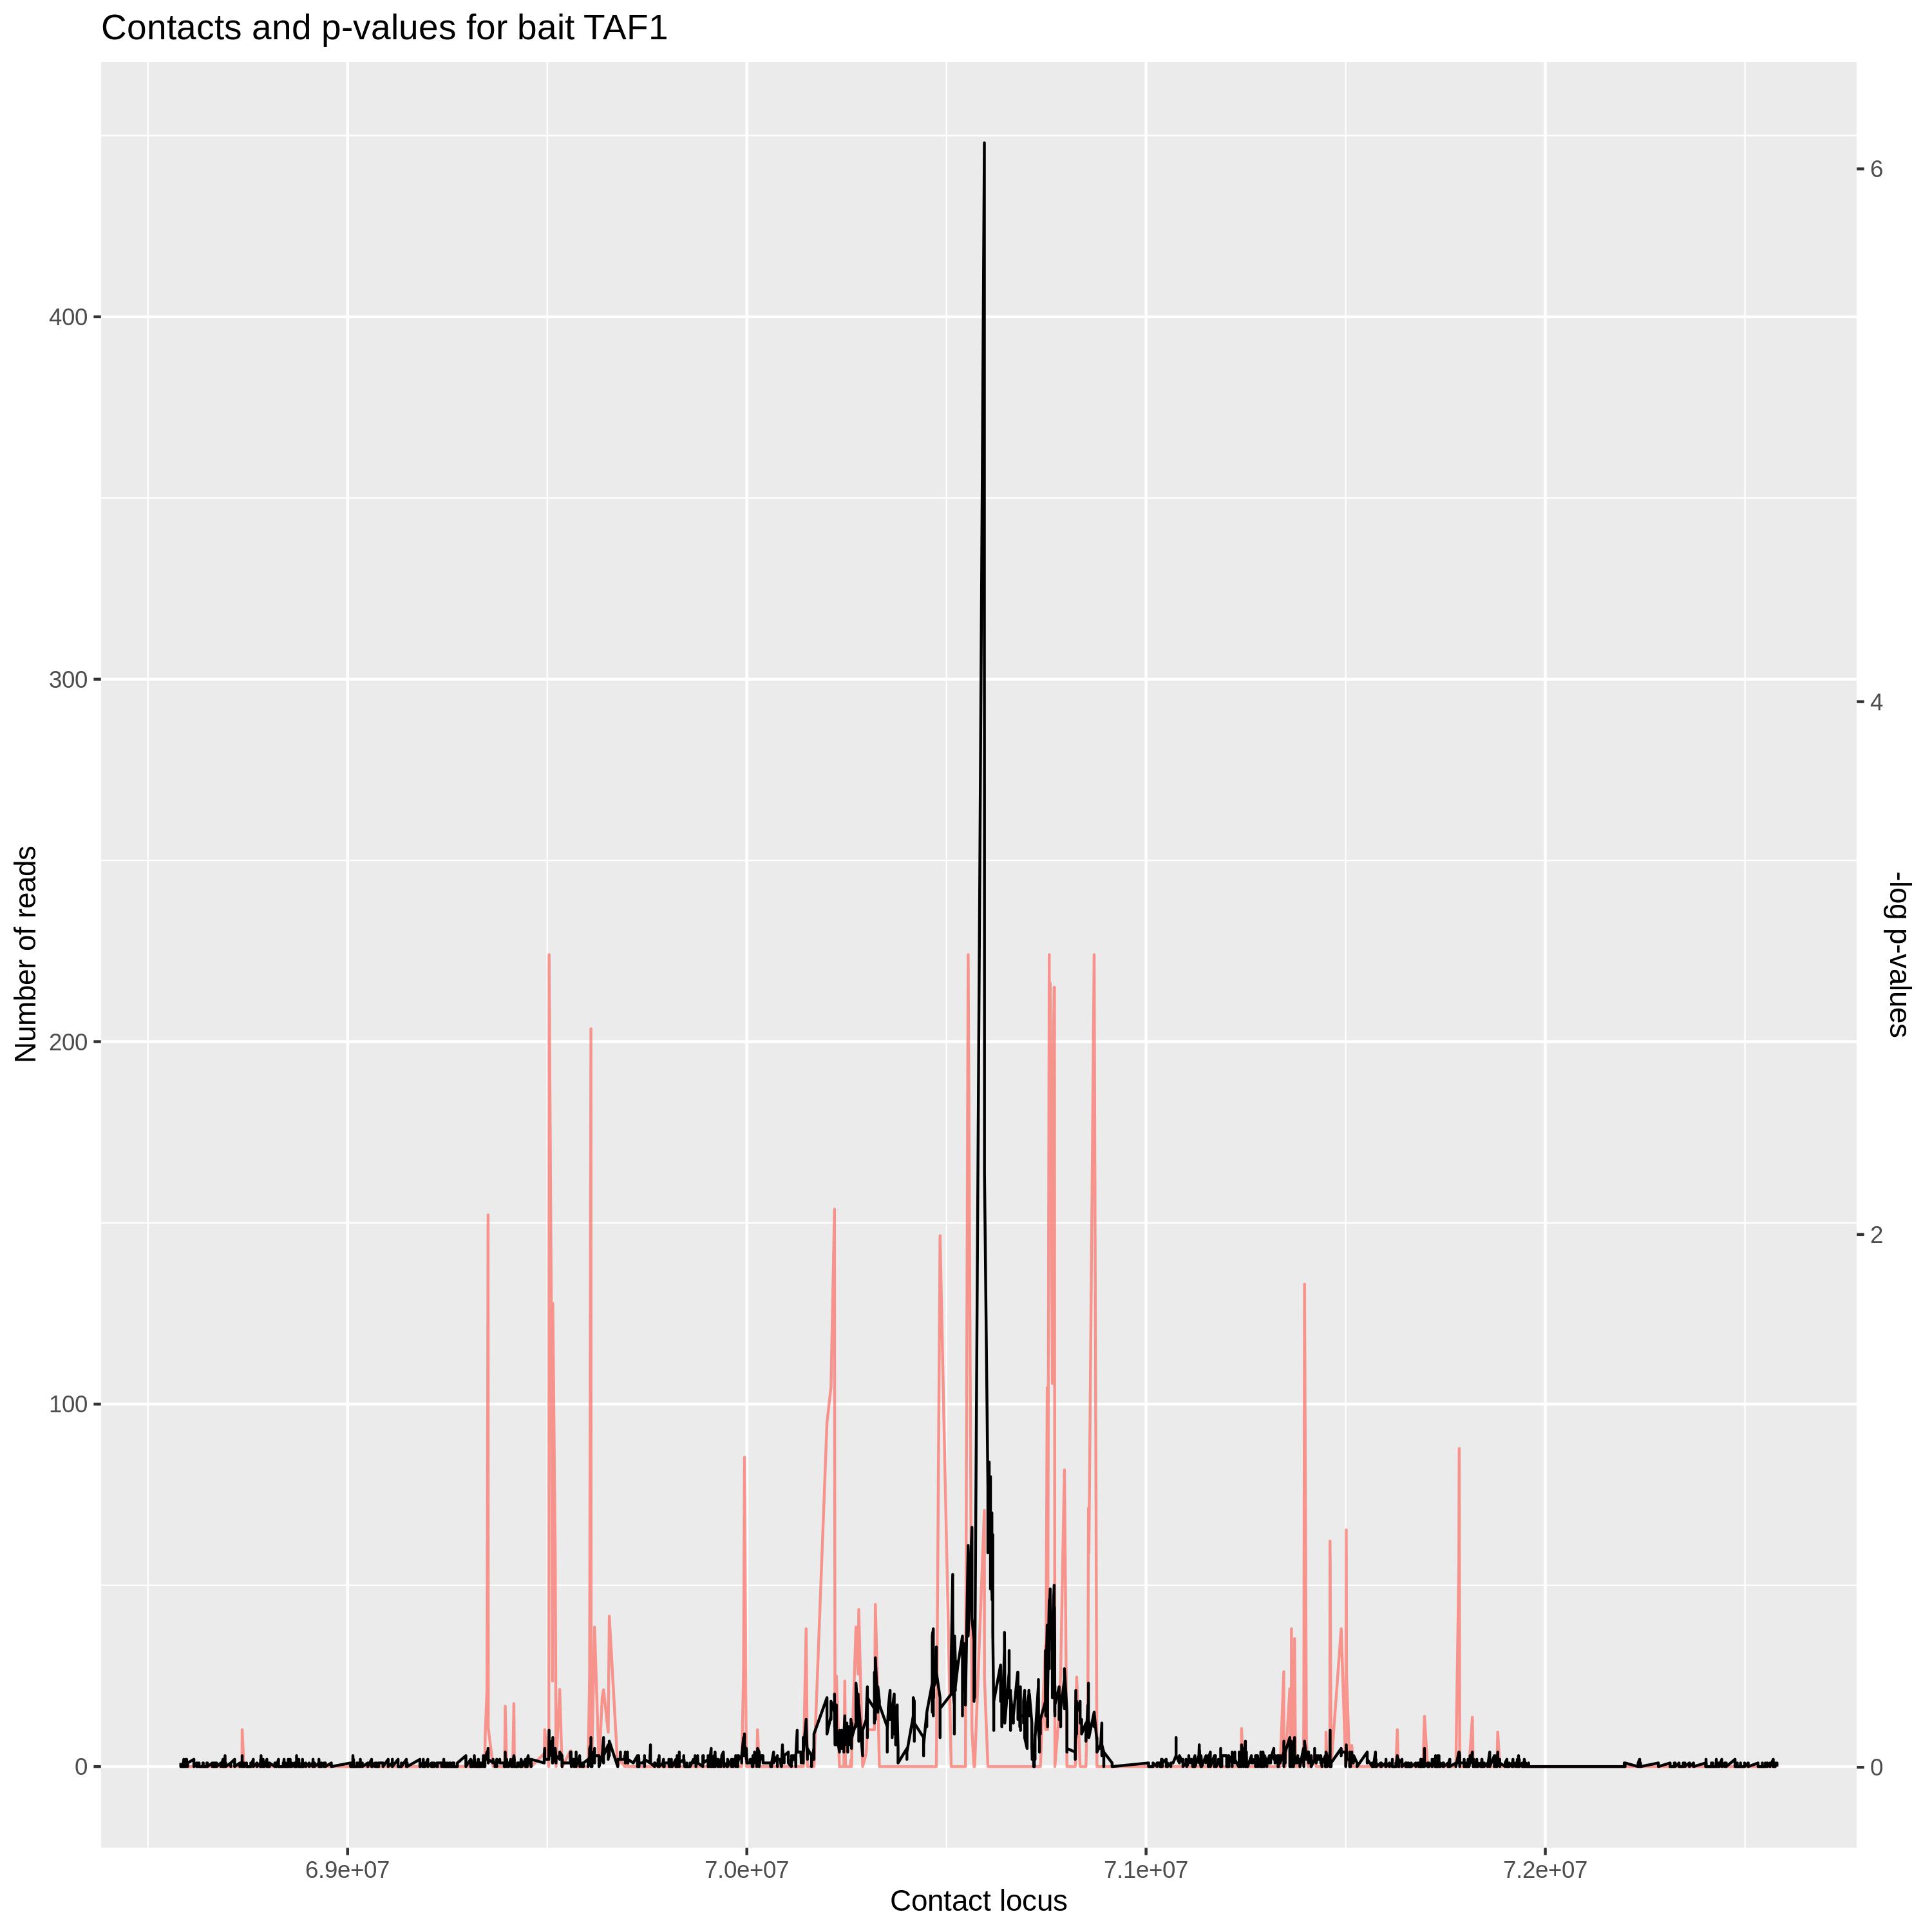 Contacts and p-values for bait TAF1
Number of reads
400
300
200
100
0
6
4
2
0
-log p-values
6.9e+07
7.0e+07
7.1e+07
7.2e+07
Contact locus